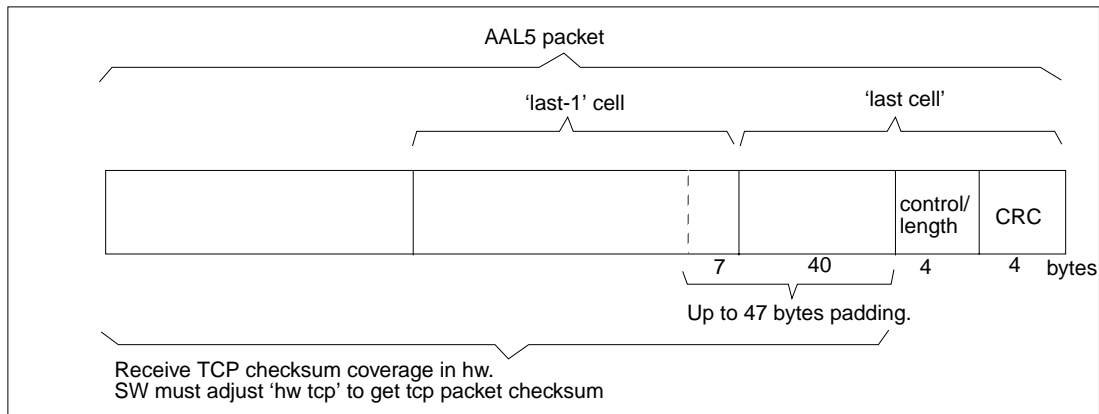 AAL5 packet
‘last-1’ cell
‘last cell’
control/
length
CRC
7
40
4
4
bytes
Up to 47 bytes padding.
Receive TCP checksum coverage in hw.
SW must adjust ‘hw tcp’ to get tcp packet checksum